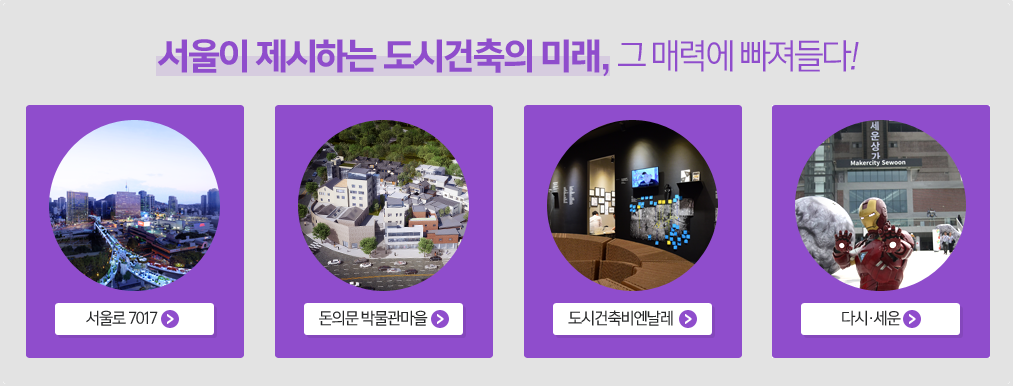 서울이 제시하는 도시건축의 미래, 그 매력에 빠져들다!
세운상가
Makercity Sewoon
서울로 7017
돈의문 박물관마을
도시건축비엔날레
다시·세운